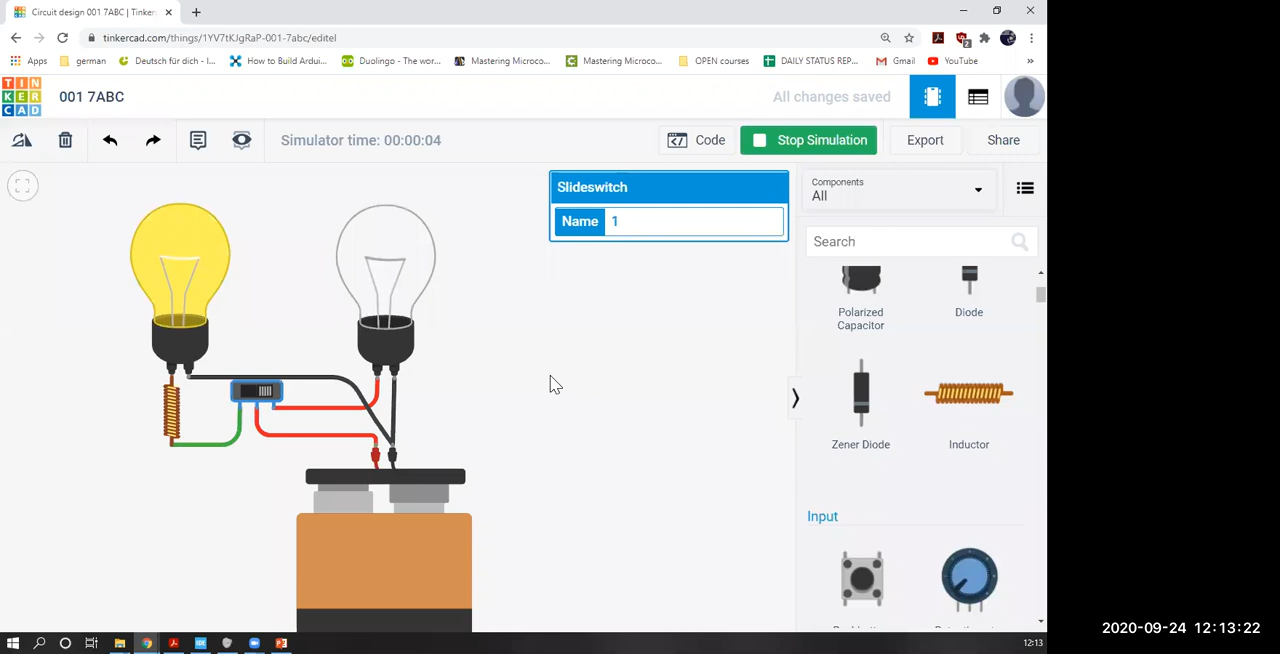 Circuit design 001 7ABC | Tinker
tinkercad.com/things/1YV7tKJgRaP-001-7abc/editel
Apps german Deutsch für dich - I... How to Build Ardui... Duolingo - The wor... Mastering Microco... Mastering Microco... OPEN courses DAILY STATUS REP... Gmail YouTube »
TIN
KER
CAD
001 7ABC
All changes saved
Simulator time: 00:00:04
Code
Stop Simulation
Export
Share
Slideswitch
Name 1
Components
All
Search
Polarized
Capacitor
Diode
Zener Diode
Inductor
Input
12:13
2020-09-24 12:13:22